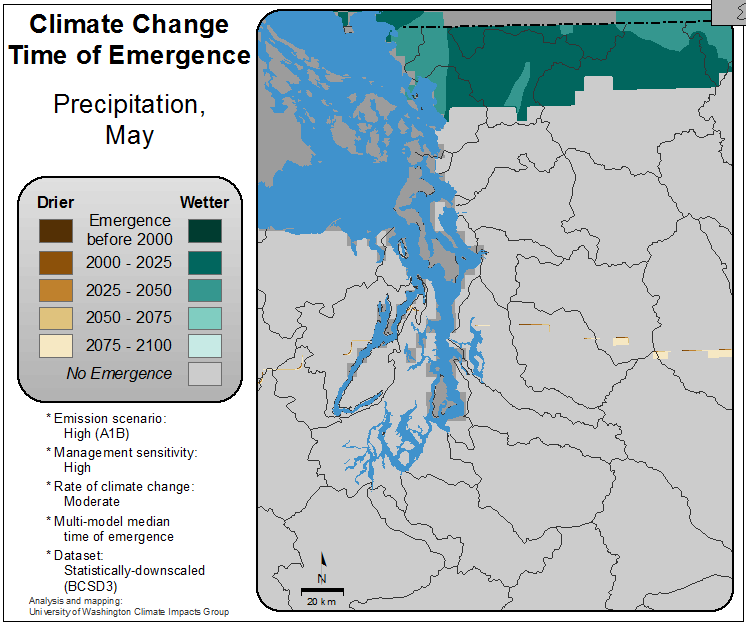 Climate Change
Time of Emergence
Precipitation,
May
Drier
Wetter
Emergence
before 2000
2000 - 2025
2025 - 2050
2050 - 2075
2075 - 2100
No Emergence
* Emission scenario:
High (A1B)
* Management sensitivity:
High
* Rate of climate change:
Moderate
* Multi-model median
time of emergence
* Dataset:
Statistically-downscaled
(BCSD3)
Analysis and mapping:
University of Washington Climate Impacts Group
N
20 km